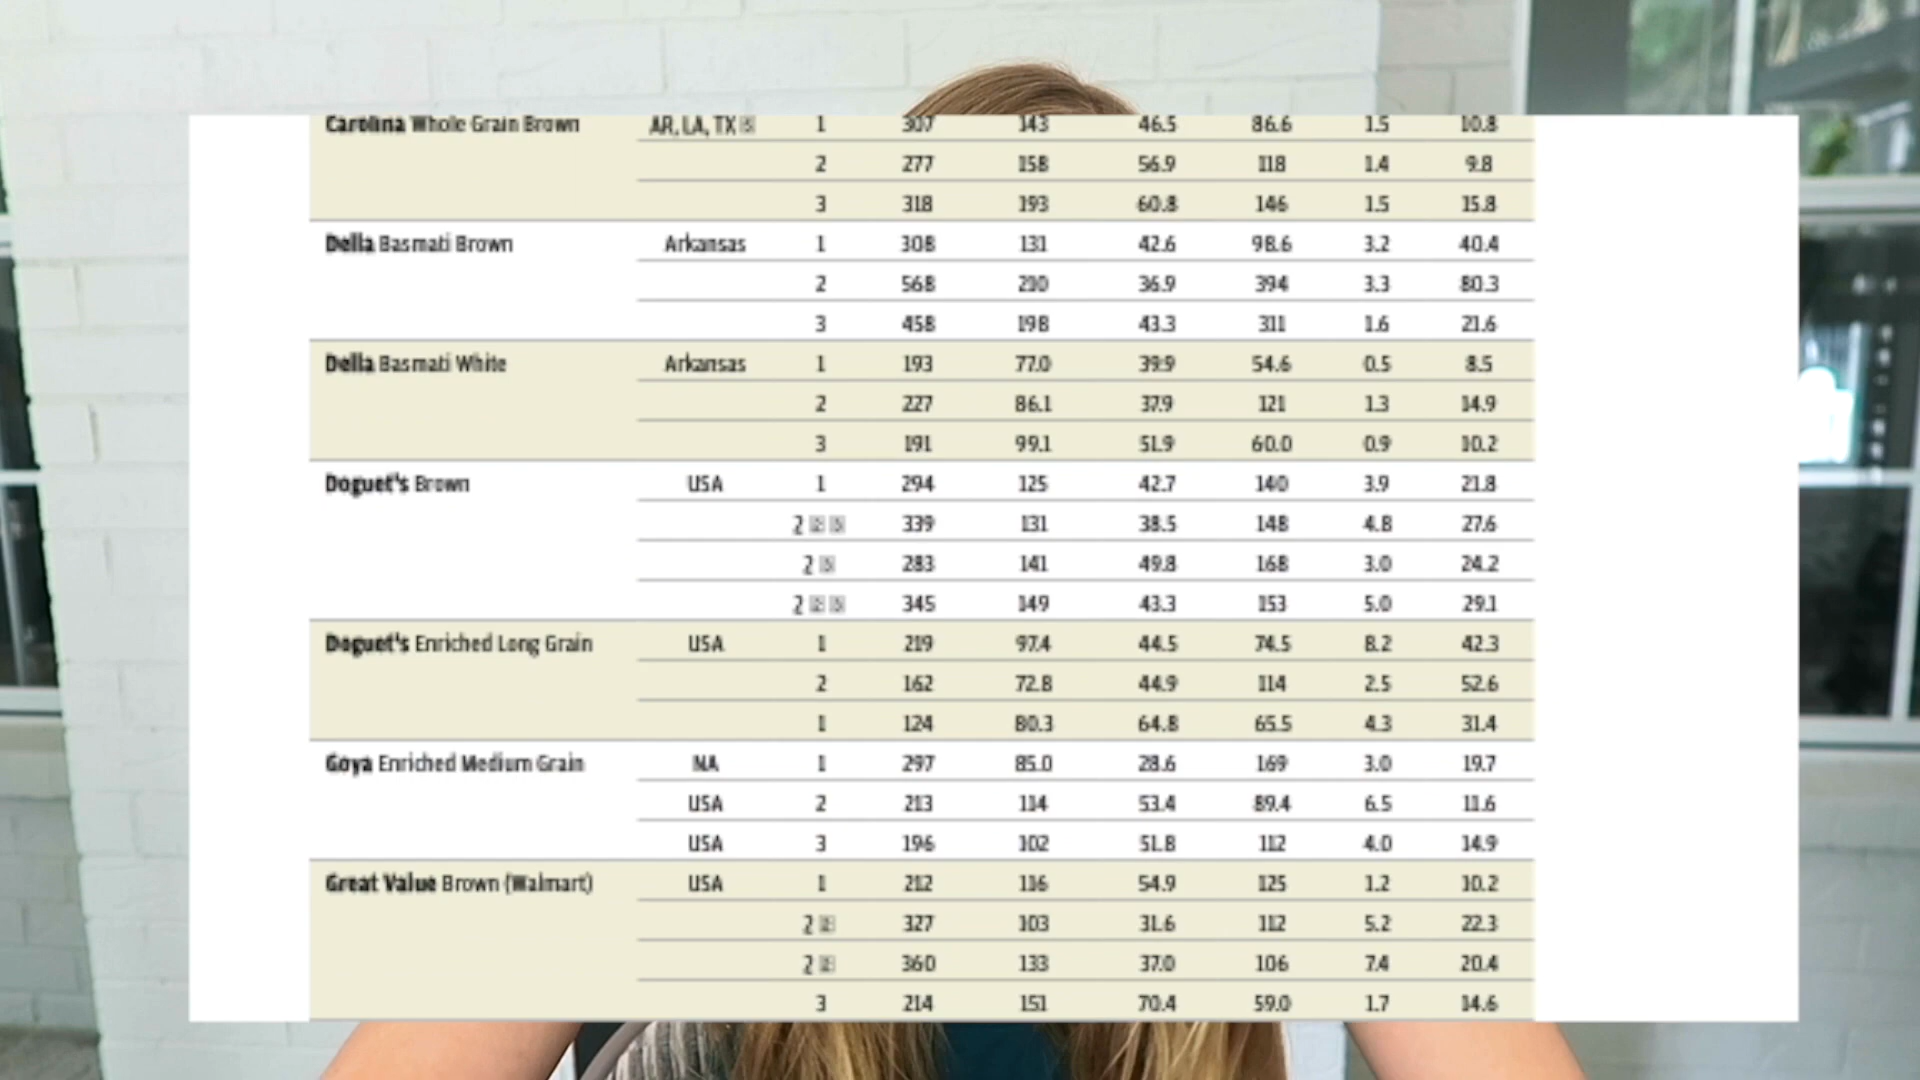 Carolina Whole Grain Brown AR, LA, TX 5 1 307 143 46.5 86.6 1.5 10.8
2 277 158 56.9 118 1.4 9.8
3 318 193 60.8 146 1.5 15.8
Della Basmati Brown Arkansas 1 308 131 42.6 98.6 3.2 40.4
2 568 210 36.9 394 3.3 80.3
3 458 198 43.3 311 1.6 21.6
Della Basmati White Arkansas 1 193 77.0 39.9 54.6 0.5 8.5
2 227 86.1 37.9 121 1.3 14.9
3 191 99.1 51.9 60.0 0.9 10.2
Doguet's Brown USA 1 294 125 42.7 140 3.9 21.8
2 339 131 38.5 148 4.8 27.6
2 283 141 49.8 168 3.0 24.2
2 345 149 43.3 153 5.0 29.1
Doguet's Enriched Long Grain USA 1 219 97.4 44.5 74.5 8.2 42.3
2 162 72.8 44.9 114 2.5 52.6
1 124 80.3 64.8 65.5 4.3 31.4
Goya Enriched Medium Grain NA 1 297 85.0 28.6 169 3.0 19.7
USA 2 213 114 53.4 89.4 6.5 11.6
USA 3 196 102 51.8 112 4.0 14.9
Great Value Brown (Walmart) USA 1 212 116 54.9 125 1.2 10.2
2 327 103 31.6 112 5.2 22.3
2 360 133 37.0 106 7.4 20.4
3 214 151 70.4 59.0 1.7 14.6